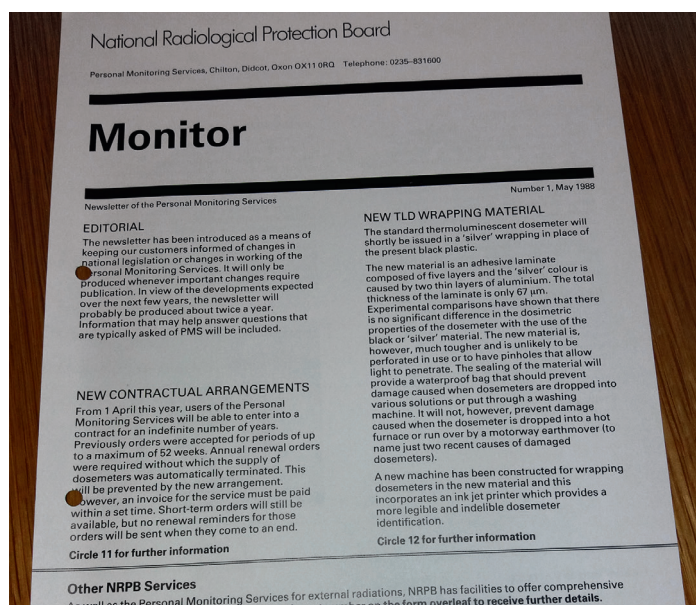 National Radiological Protection Board
Personal Monitoring Services, Chilton, Didcot, Oxon OX11 0RQ Telephone: 0235-831600
Monitor
Newsletter of the Personal Monitoring Services
Number 1, May 1988
EDITORIAL
The newsletter has been introduced as a means of
keeping our customers informed of changes in
national legislation or changes in working of the
ersonal Monitoring Services. It will only be
produced whenever important changes require
publication. In view of the developments expected
over the next few years, the newsletter will
probably be produced about twice a year.
Information that may help answer questions that
are typically asked of PMS will be included.
NEW CONTRACTUAL ARRANGEMENTS
From 1 April this year, users of the Personal
Monitoring Services will be able to enter into a
contract for an indefinite number of years.
Previously orders were accepted for periods of up
to a maximum of 52 weeks. Annual renewal orders
were required without which the supply of
dosemeters was automatically terminated. This
will be prevented by the new arrangement.
owever, an invoice for the service must be paid
within a set time. Short-term orders will still be
available, but no renewal reminders for those
orders will be sent when they come to an end.
Circle 11 for further information
NEW TLD WRAPPING MATERIAL
The standard thermoluminescent dosemeter will
shortly be issued in a 'silver' wrapping in place of
the present black plastic.
The new material is an adhesive laminate
composed of five layers and the 'silver' colour is
caused by two thin layers of aluminium. The total
thickness of the laminate is only 67 µm.
Experimental comparisons have shown that there
is no significant difference in the dosimetric
properties of the dosemeter with the use of the
black or 'silver' material. The new material is,
however, much tougher and is unlikely to be
perforated in use or to have pinholes that allow
light to penetrate. The sealing of the material will
provide a waterproof bag that should prevent
damage caused when dosemeters are dropped into
various solutions or put through a washing
machine. It will not, however, prevent damage
caused when the dosemeter is dropped into a hot
furnace or run over by a motorway earthmover (to
name just two recent causes of damaged
dosemeters).
A new machine has been constructed for wrapping
dosemeters in the new material and this
incorporates an ink jet printer which provides a
more legible and indelible dosemeter
identification.
Circle 12 for further information
Other NRPB Services
As well as the Personal Monitoring Services for external radiations, NRPB has facilities to offer comprehensive
on the form overleaf to receive further details.